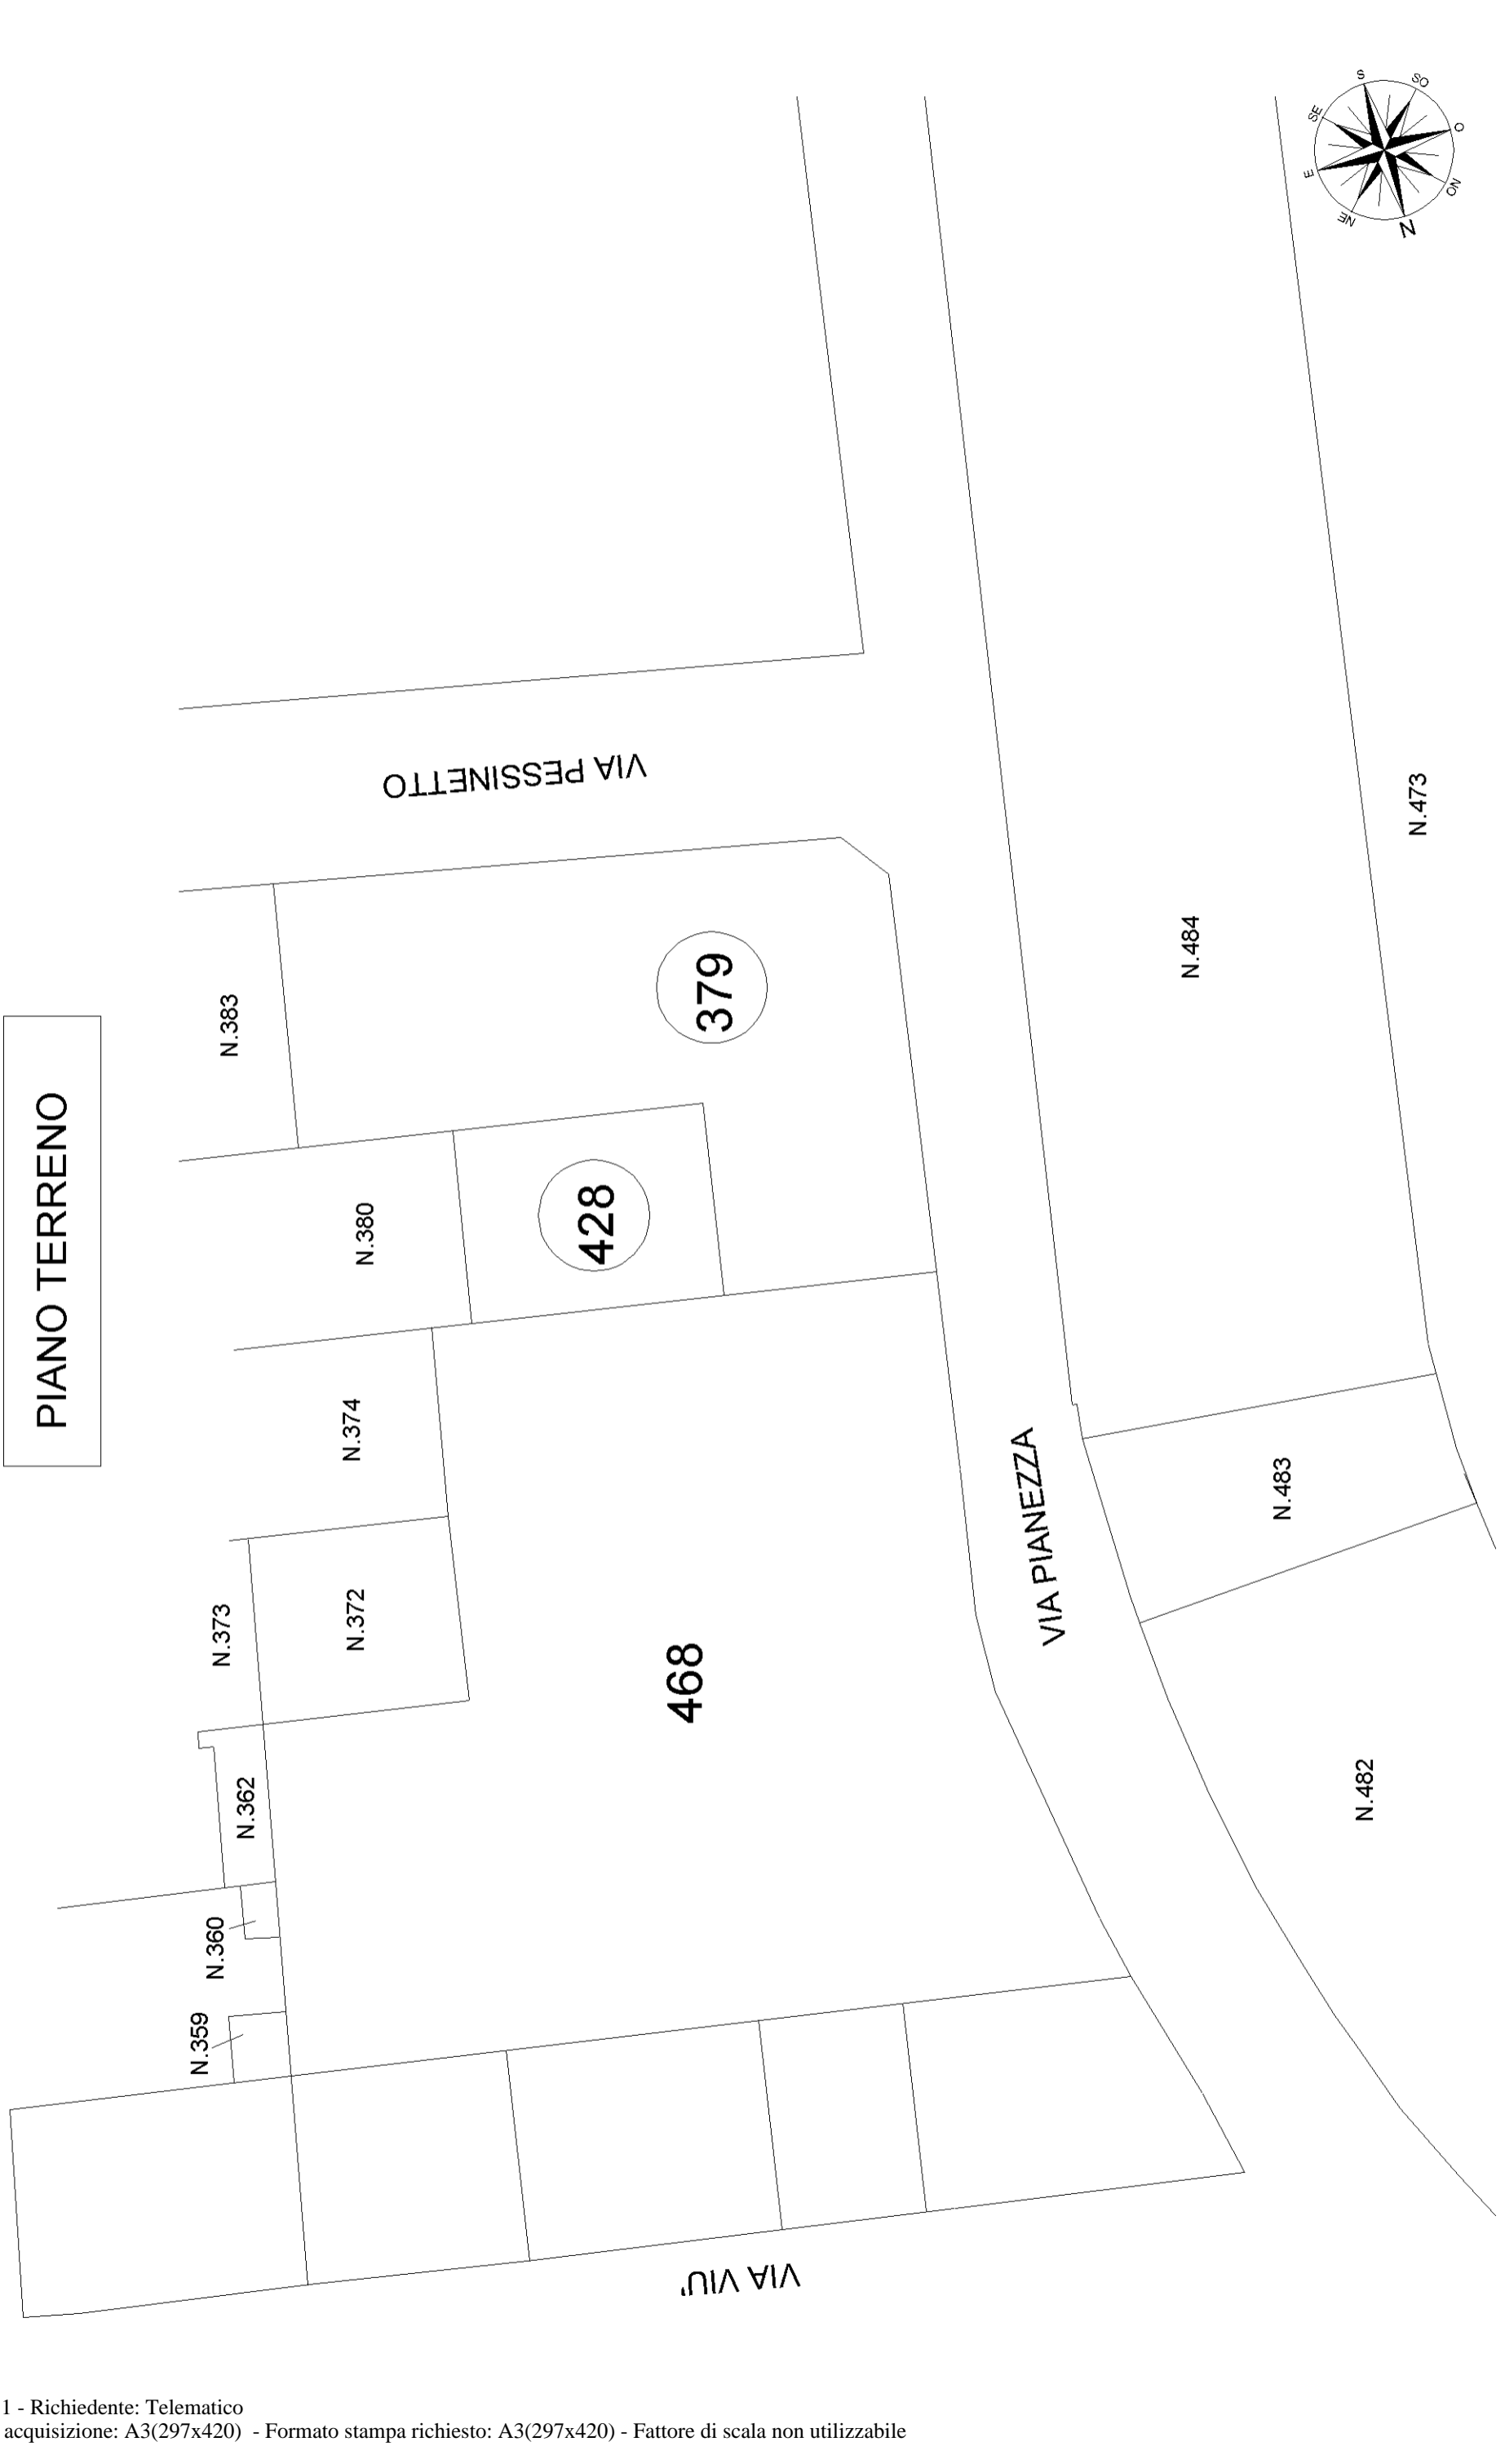 S
SO
O
NO
N
NE
E
SE
VIA PESSINETTO
N.473
N.484
379
N.383
PIANO TERRENO
428
N.380
N.374
VIA PIANEZZA
N.483
N.373
N.372
468
N.362
N.482
N.360
N.359
VIA VIU'
1 - Richiedente: Telematico
acquisizione: A3(297x420) - Formato stampa richiesto: A3(297x420) - Fattore di scala non utilizzabile